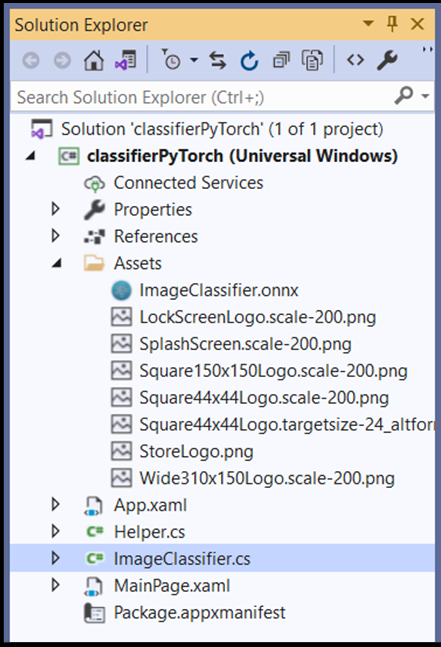 Solution Explorer
Search Solution Explorer (Ctrl+;)
Solution 'classifierPyTorch' (1 of 1 project)
C# classifierPyTorch (Universal Windows)
Connected Services
Properties
References
Assets
ImageClassifier.onnx
LockScreenLogo.scale-200.png
SplashScreen.scale-200.png
Square150x150Logo.scale-200.png
Square44x44Logo.scale-200.png
Square44x44Logo.targetsize-24_altfor
StoreLogo.png
Wide310x150Logo.scale-200.png
App.xaml
C# Helper.cs
C# ImageClassifier.cs
MainPage.xaml
Package.appxmanifest